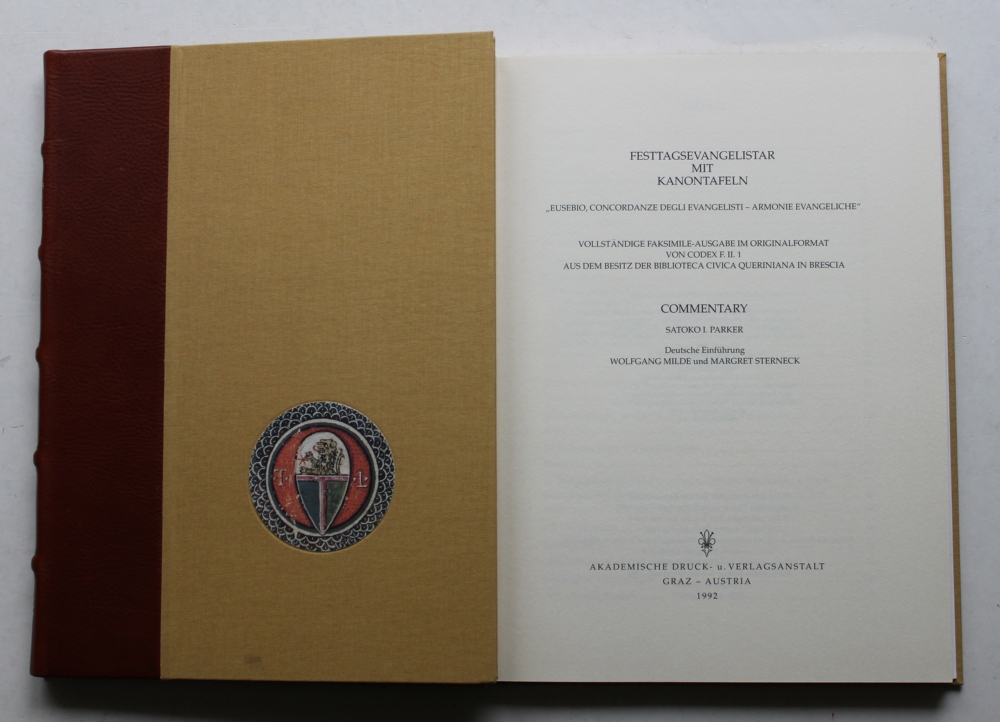 T L
FESTTAGSEVANGELISTAR
MIT
KANONTAFELN
„EUSEBIO, CONCORDANZE DEGLI EVANGELISTI – ARMONIE EVANGELICHE“
VOLLSTÄNDIGE FAKSIMILE-AUSGABE IM ORIGINALFORMAT
VON CODEX F. II. 1
AUS DEM BESITZ DER BIBLIOTECA CIVICA QUERINIANA IN BRESCIA
COMMENTARY
SATOKO I. PARKER
Deutsche Einführung
WOLFGANG MILDE und MARGRET STERNECK
AKADEMISCHE DRUCK- u. VERLAGSANSTALT
GRAZ – AUSTRIA
1992